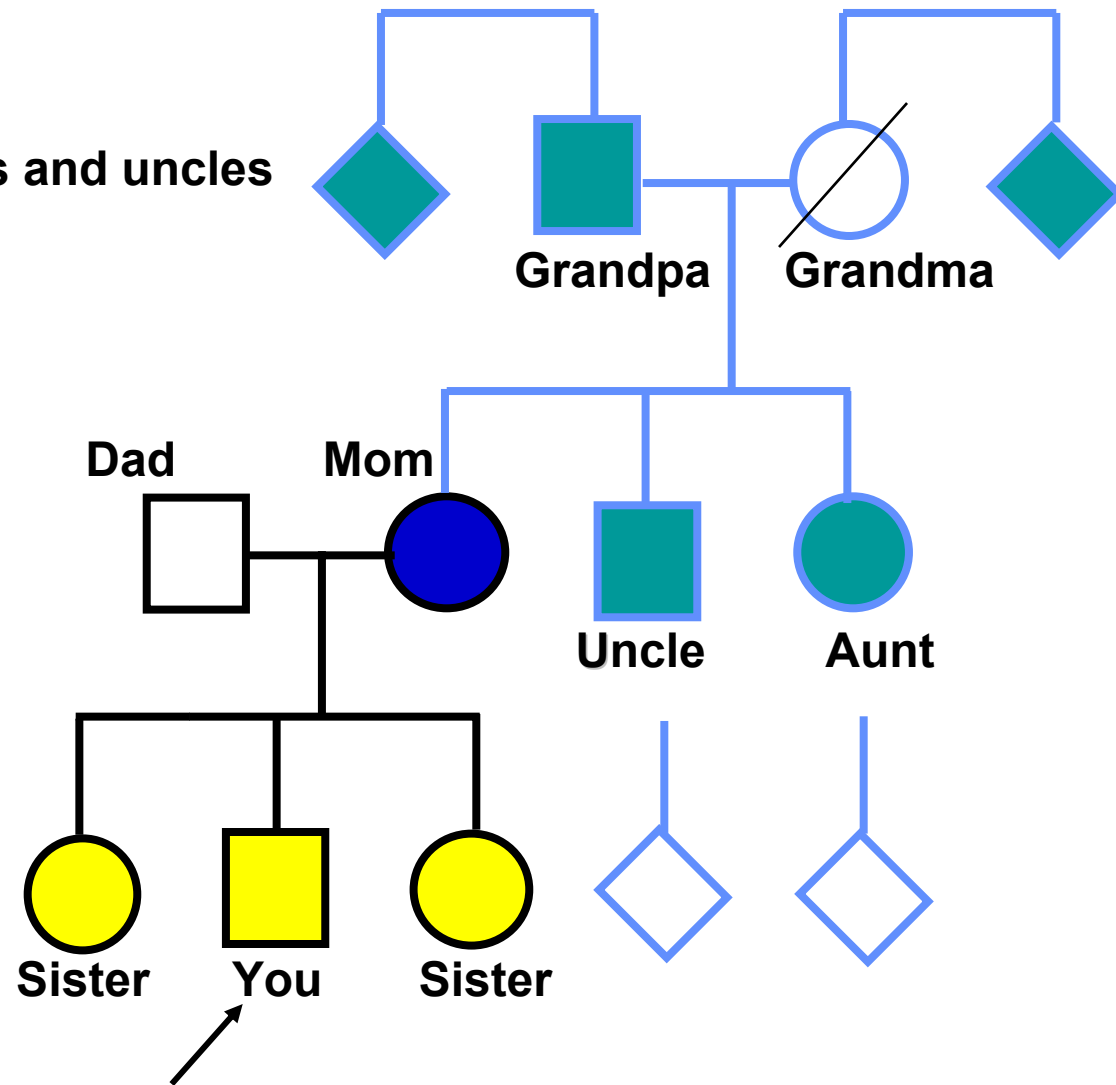 s and uncles
Grandpa Grandma
Dad Mom
Uncle Aunt
Sister You Sister